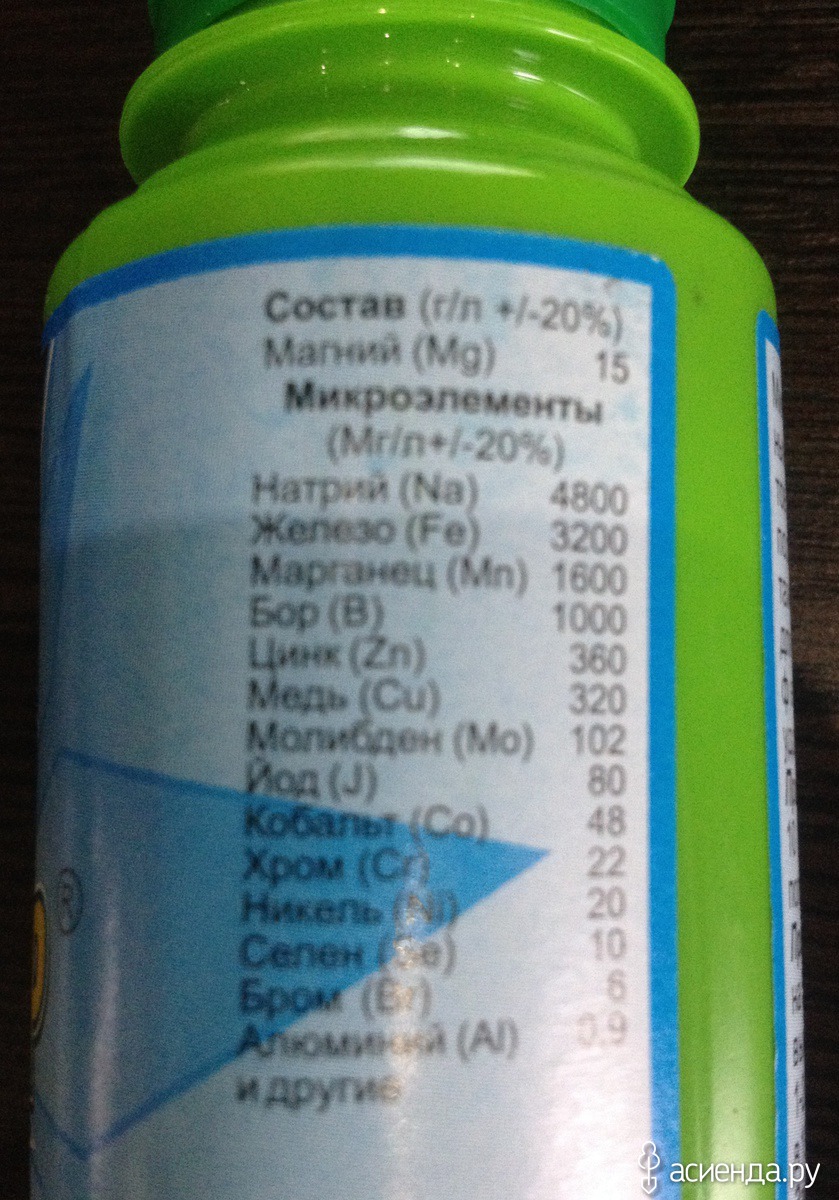 Состав (г/л +/-20%)
Магний (Mg) 15
Микроэлементы
(Мг/л+/-20%)
Натрий (Na) 4800
Железо (Fe) 3200
Марганец (Mn) 1600
Бор (B) 1000
Цинк (Zn) 360
Медь (Cu) 320
Молибден (Mo) 102
Йод (J) 80
Кобальт (Co) 48
Хром (Cr) 22
Никель (Ni) 20
Селен (Se) 10
Бром (Br) 6
Алюминий (Al) 0.9
и другие
®
асиенда.ру